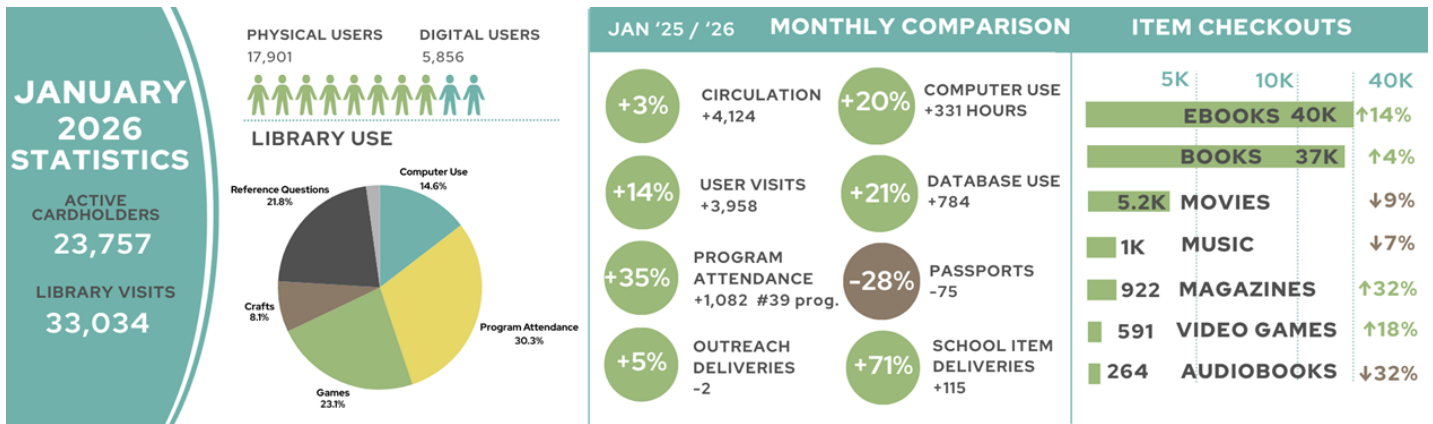 JANUARY
2026
STATISTICS
ACTIVE
CARDHOLDERS
23,757
LIBRARY VISITS
33,034
PHYSICAL USERS
17,901
DIGITAL USERS
5,856
LIBRARY USE
Computer Use
14.6%
Reference Questions
21.8%
Crafts
8.1%
Program Attendance
30.3%
Games
23.1%
JAN ‘25 / ‘26
MONTHLY COMPARISON
+3%
CIRCULATION
+4,124
+20%
COMPUTER USE
+331 HOURS
+14%
USER VISITS
+3,958
+21%
DATABASE USE
+784
+35%
PROGRAM
ATTENDANCE
+1,082 #39 prog.
-28%
PASSPORTS
-75
+5%
OUTREACH
DELIVERIES
-2
+71%
SCHOOL ITEM
DELIVERIES
+115
ITEM CHECKOUTS
5K 10K 40K
EBOOKS 40K ↑14%
BOOKS 37K ↑4%
5.2K MOVIES ↓9%
1K MUSIC ↓7%
922 MAGAZINES ↑32%
591 VIDEO GAMES ↑18%
264 AUDIOBOOKS ↓32%